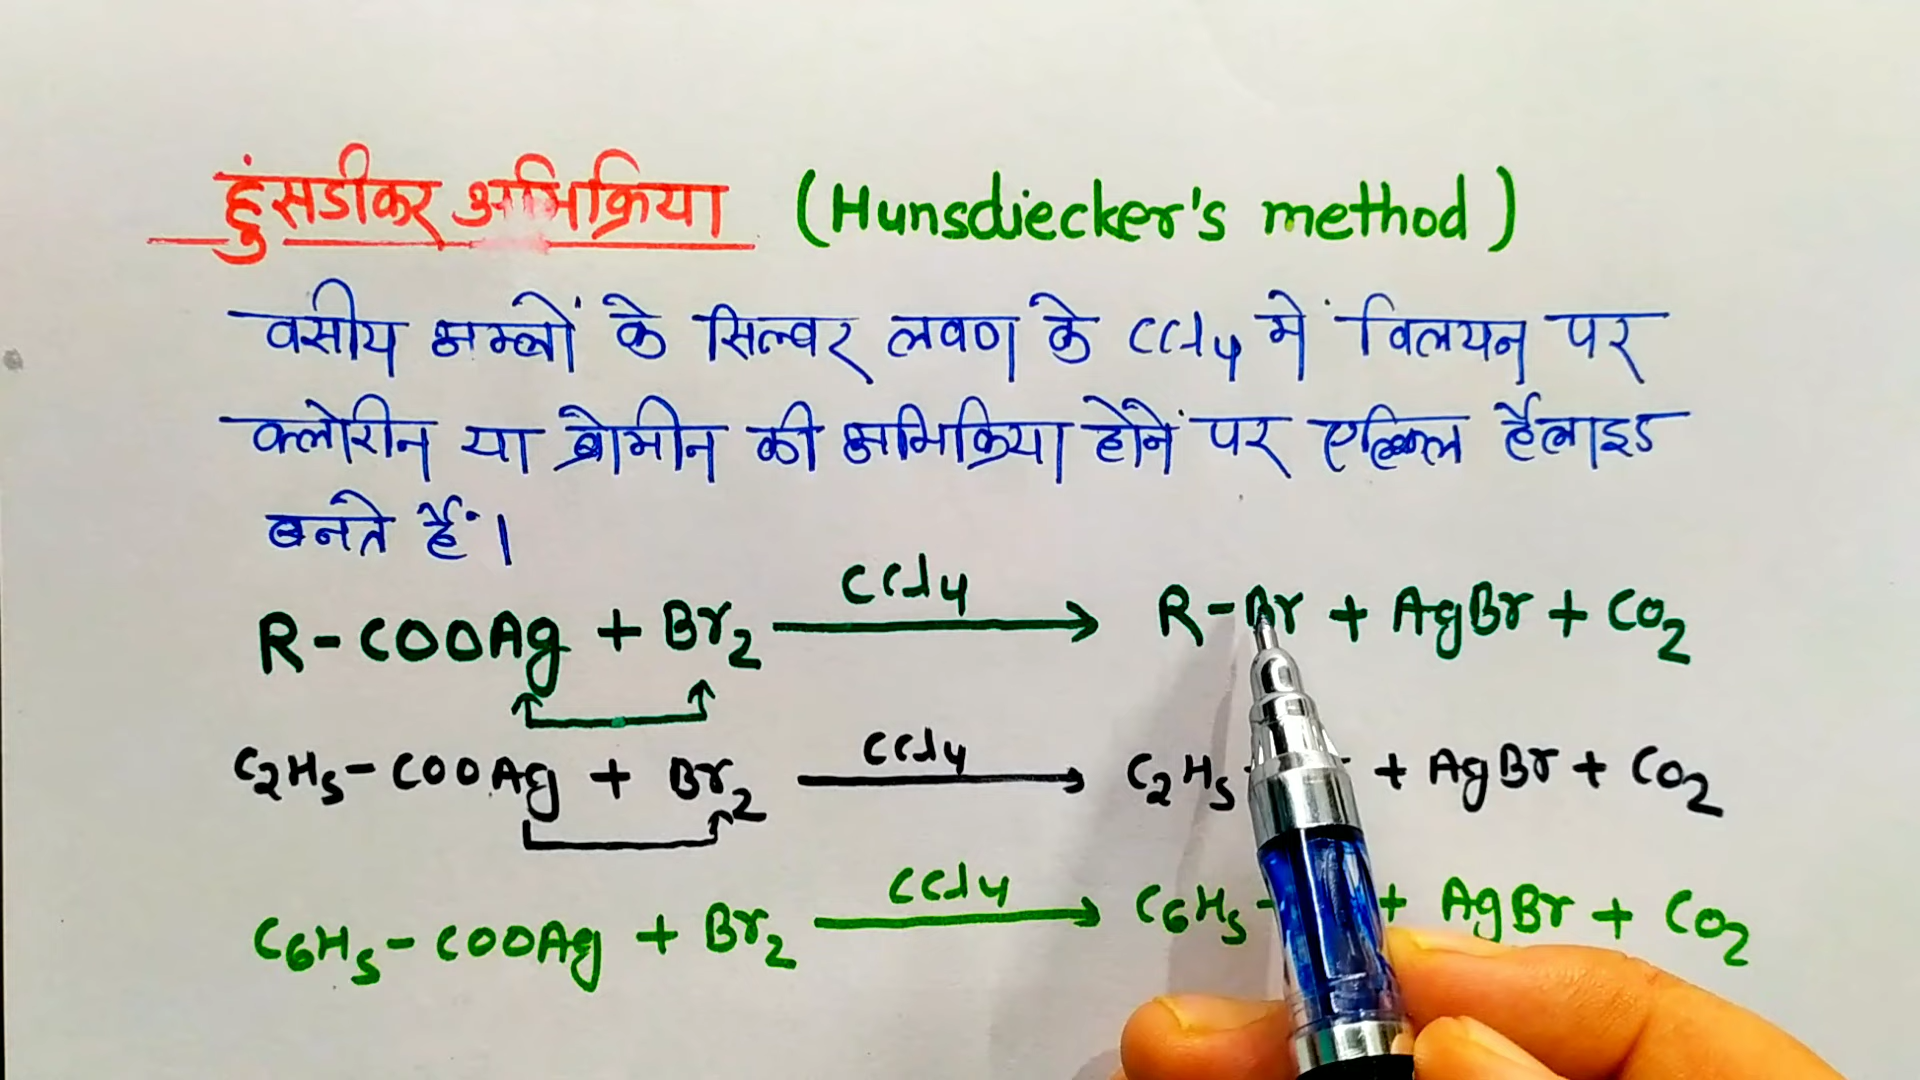 हुंसडीकर अभिक्रिया (Hunsdiecker's method)
वसीय अम्लों के सिल्वर लवण के CCl4 में विलयन पर
क्लोरीन या ब्रोमीन की अभिक्रिया होने पर एल्किल हैलाइड
बनते हैं।
R-COOAg + Br2 CCl4 → R-Br + AgBr + CO2
C2H5-COOAg + Br2 CCl4 → C2H5 + AgBr + CO2
C6H5-COOAg + Br2 CCl4 → C6H5- + AgBr + CO2